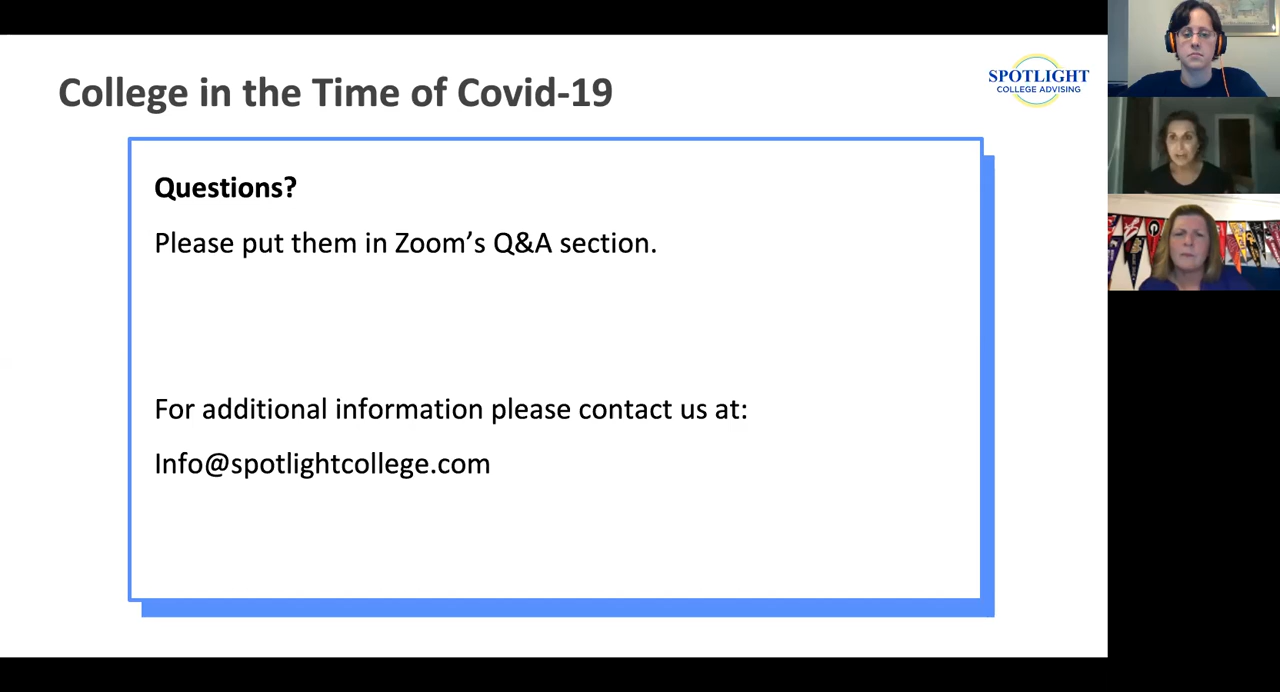 College in the Time of Covid-19
SPOTLIGHT
COLLEGE ADVISING
Questions?
Please put them in Zoom’s Q&A section.
For additional information please contact us at:
Info@spotlightcollege.com